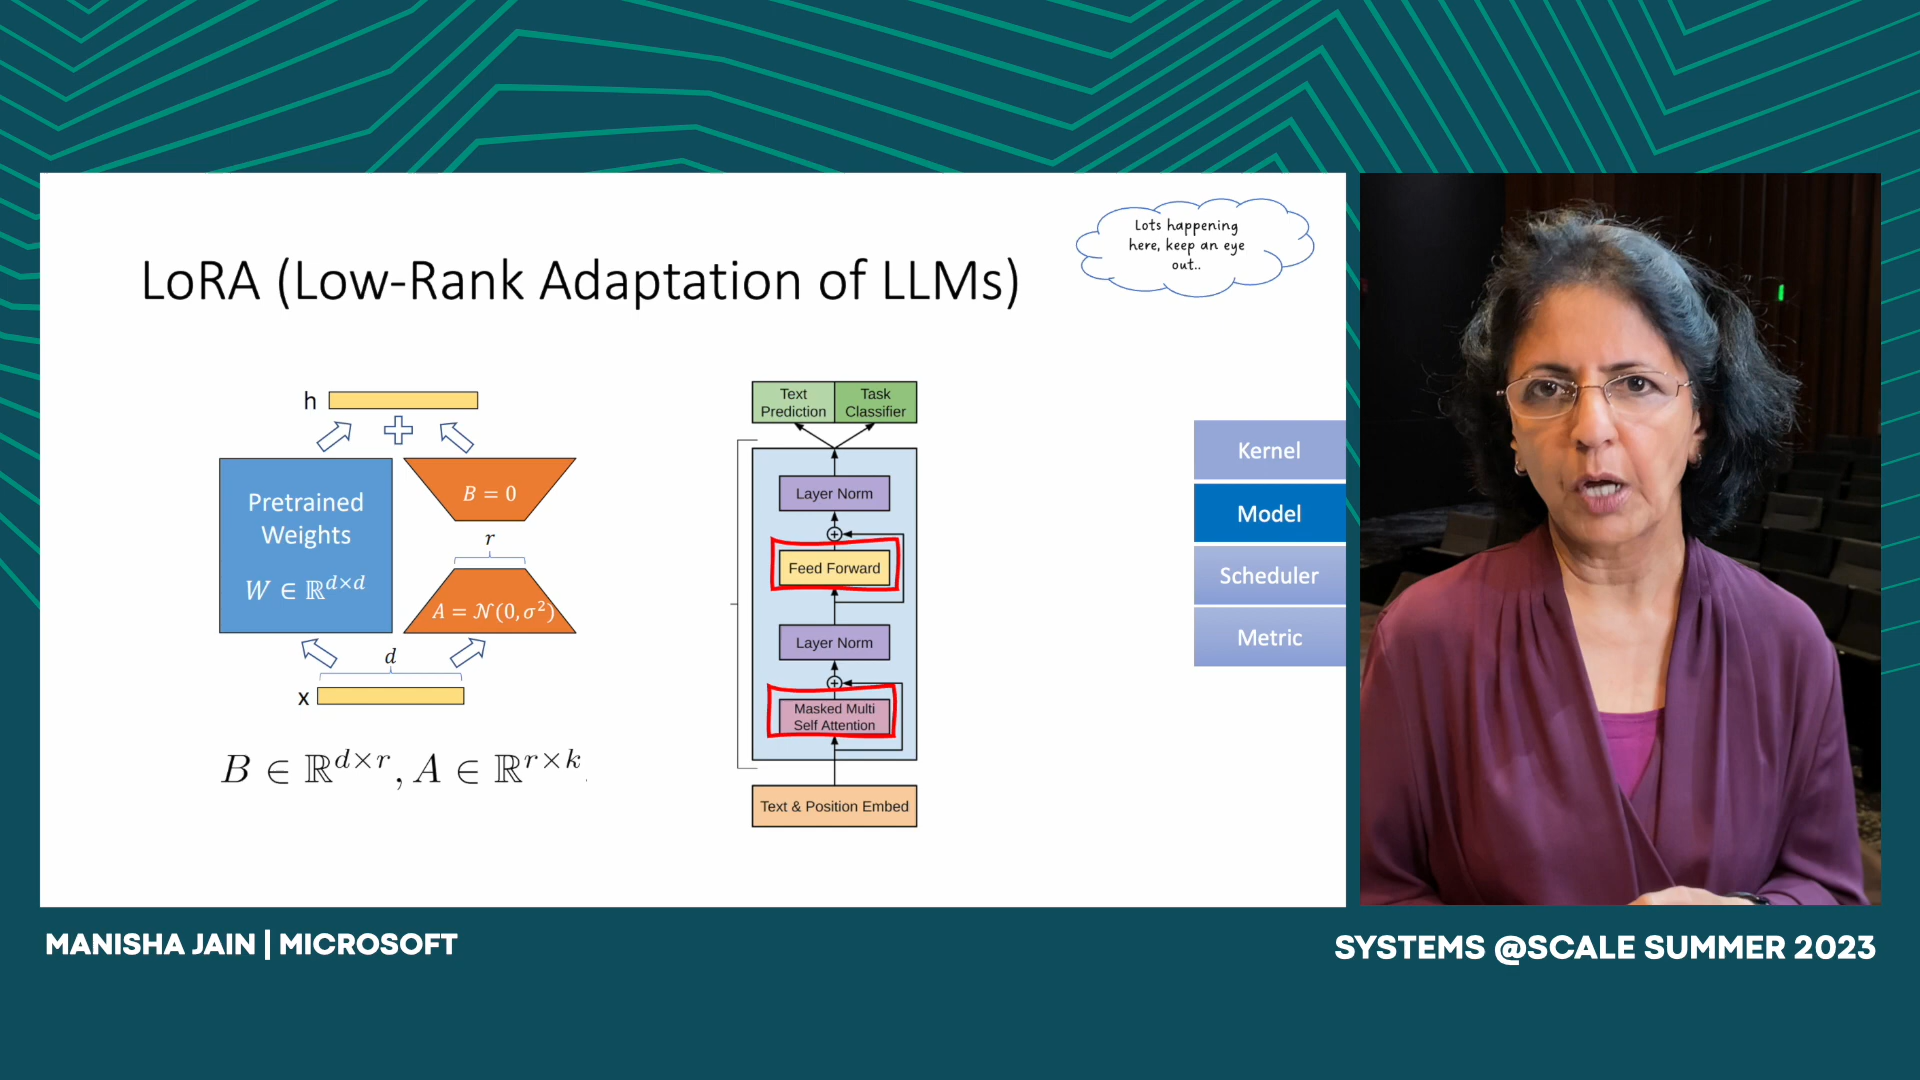 Lots happening
here, keep an eye
out..
LoRA (Low-Rank Adaptation of LLMs)
h
Pretrained
Weights
W ∈ ℝ^{d×d}
B = 0
r
A = 𝒩(0, σ²)
d
x
B ∈ ℝ^{d×r}, A ∈ ℝ^{r×k}.
Text
Prediction
Task
Classifier
Layer Norm
Feed Forward
Layer Norm
Masked Multi
Self Attention
Text & Position Embed
Kernel
Model
Scheduler
Metric
MANISHA JAIN | MICROSOFT
SYSTEMS @SCALE SUMMER 2023